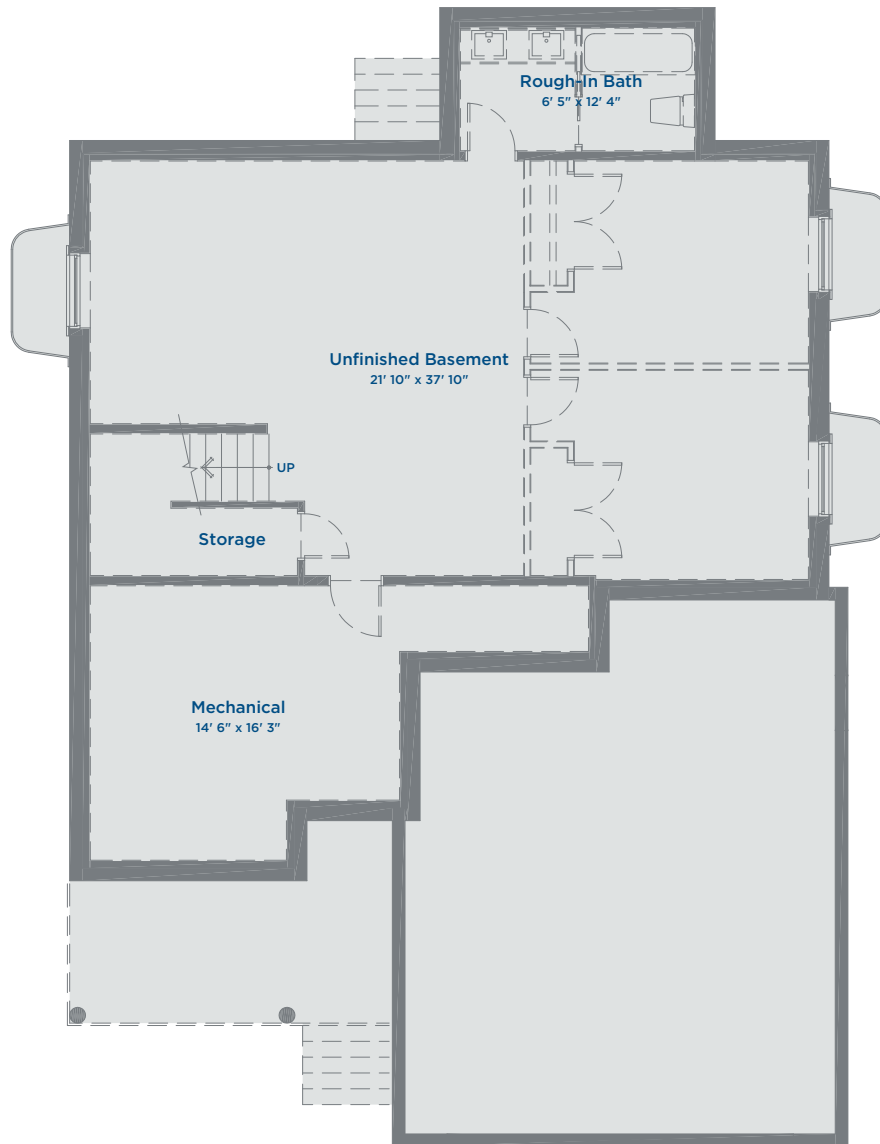 Rough-In Bath
6' 5" x 12' 4"
Unfinished Basement
21' 10" x 37' 10"
UP
Storage
Mechanical
14' 6" x 16' 3"